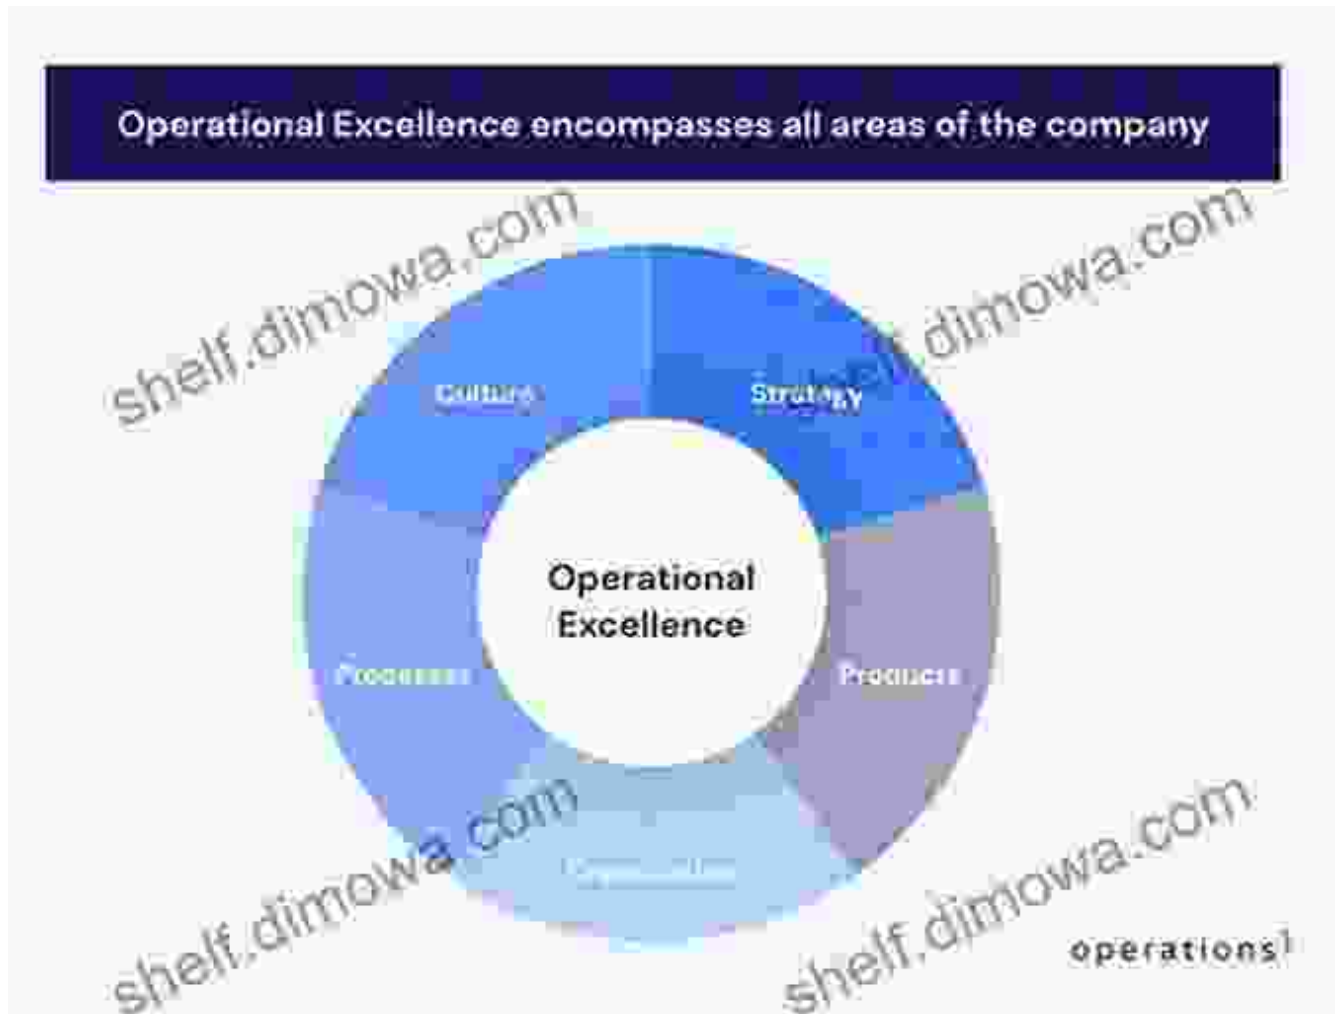 Operational Excellence encompasses all areas of the company
shelf.dimowa.com
shelf.dimowa.com
Culture
Strategy
Operational
Excellence
Processes
Products
shelf.dimowa.com
shelf.dimowa.com
operations1